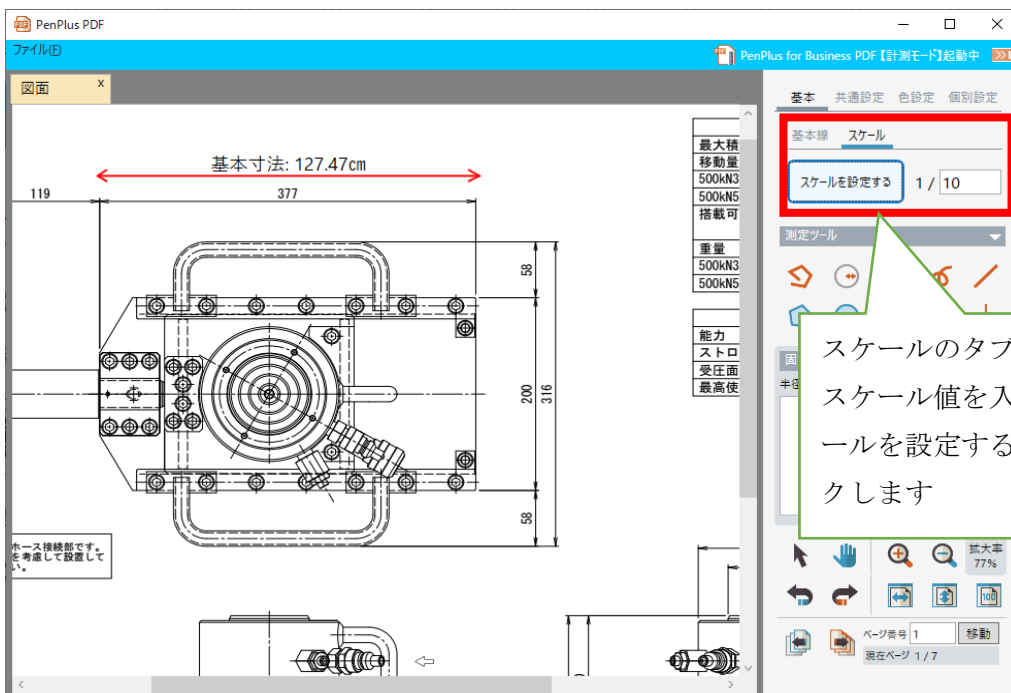 PenPlus PDF
ファイル(F)
PenPlus for Business PDF【計測モード】起動中
図面 x
基本 共通設定 色設定 個別設定
基本線 スケール
スケールを設定する 1 / 10
測定ツール
基本寸法: 127.47cm
119
377
58
200
316
58
最大積
移動量
500kN3
500kN5
搭載可
重量
500kN3
500kN5
能力
ストロ
受圧面
最高使
スケールのタブ
スケール値を入
ールを設定する
クします
半径
ホース接続部です。
を考慮して設置して
い。
拡大率
77%
100
ページ番号 1 移動
現在ページ 1 / 7